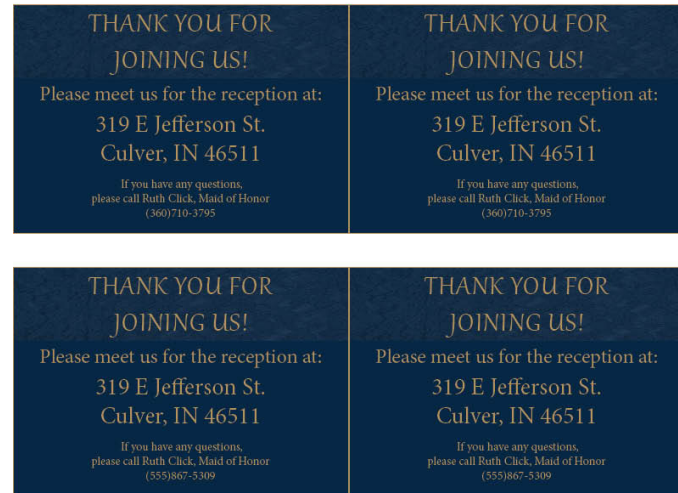 THANK YOU FOR
JOINING US!
Please meet us for the reception at:
319 E Jefferson St.
Culver, IN 46511
If you have any questions,
please call Ruth Click, Maid of Honor
(360)710-3795
THANK YOU FOR
JOINING US!
Please meet us for the reception at:
319 E Jefferson St.
Culver, IN 46511
If you have any questions,
please call Ruth Click, Maid of Honor
(360)710-3795
THANK YOU FOR
JOINING US!
Please meet us for the reception at:
319 E Jefferson St.
Culver, IN 46511
If you have any questions,
please call Ruth Click, Maid of Honor
(555)867-5309
THANK YOU FOR
JOINING US!
Please meet us for the reception at:
319 E Jefferson St.
Culver, IN 46511
If you have any questions,
please call Ruth Click, Maid of Honor
(555)867-5309